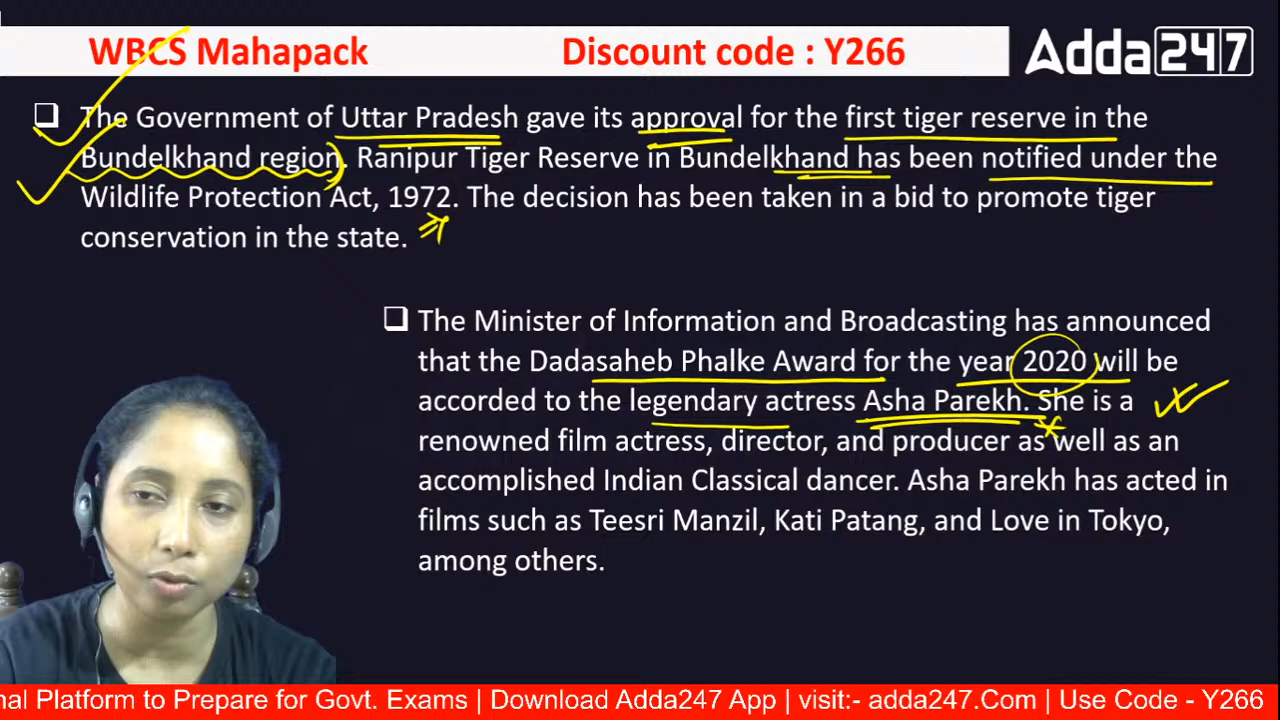 WBCS Mahapack
Discount code : Y266
Adda247
The Government of Uttar Pradesh gave its approval for the first tiger reserve in the
Bundelkhand region. Ranipur Tiger Reserve in Bundelkhand has been notified under the
Wildlife Protection Act, 1972. The decision has been taken in a bid to promote tiger
conservation in the state.
The Minister of Information and Broadcasting has announced
that the Dadasaheb Phalke Award for the year 2020 will be
accorded to the legendary actress Asha Parekh. She is a
renowned film actress, director, and producer as well as an
accomplished Indian Classical dancer. Asha Parekh has acted in
films such as Teesri Manzil, Kati Patang, and Love in Tokyo,
among others.
nal Platform to Prepare for Govt. Exams | Download Adda247 App | visit:- adda247.Com | Use Code - Y266